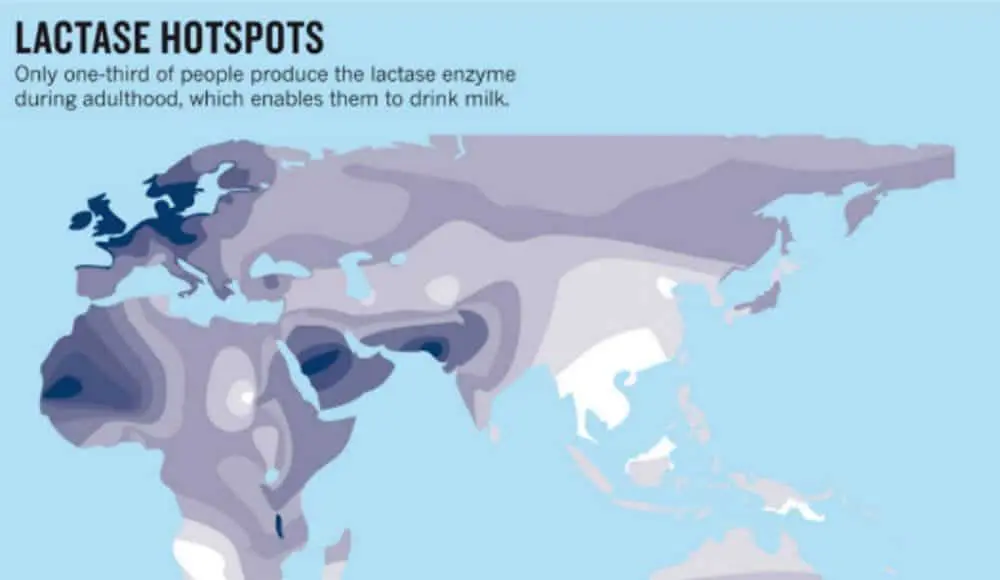 LACTASE HOTSPOTS
Only one-third of people produce the lactase enzyme
during adulthood, which enables them to drink milk.